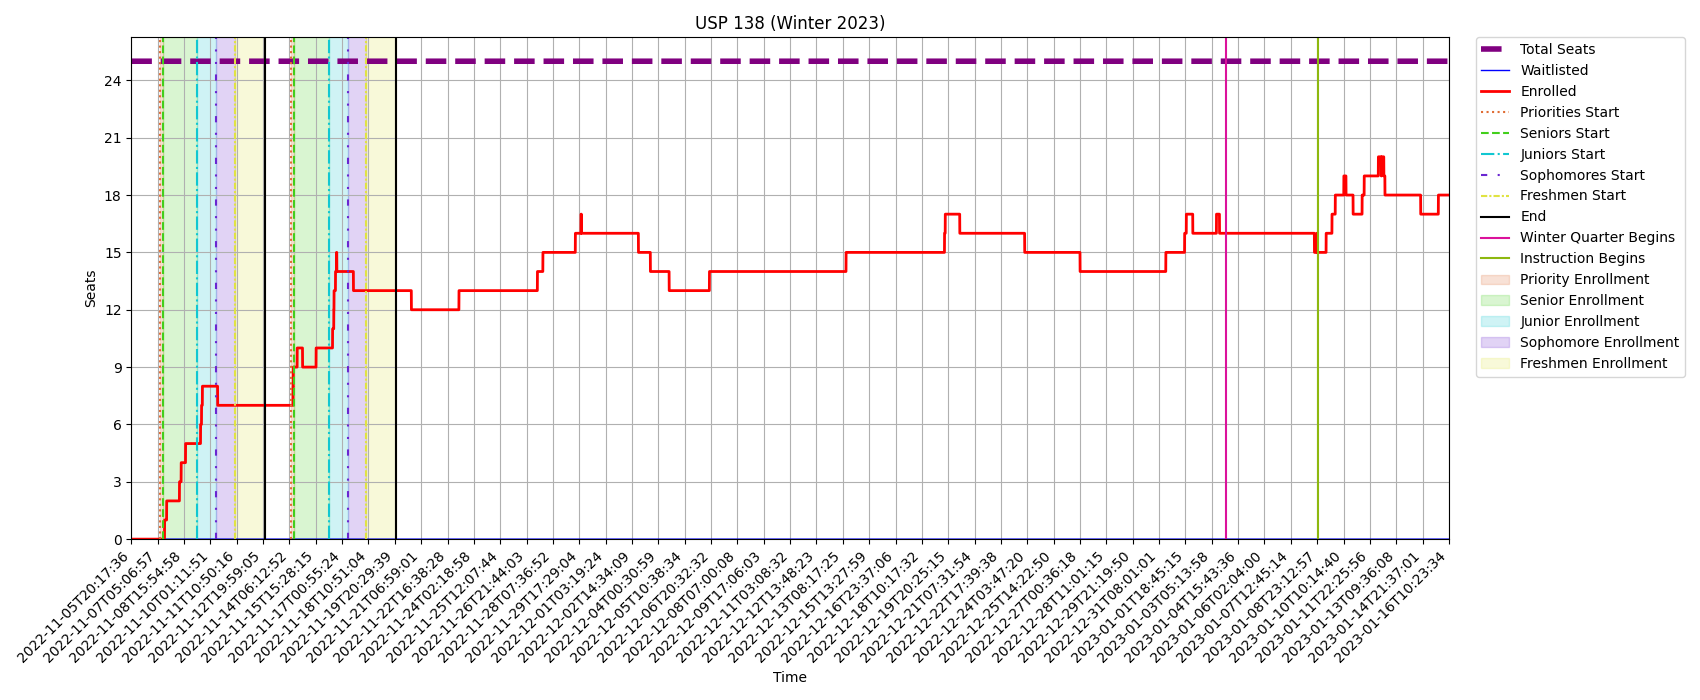 USP 138 (Winter 2023)
Total Seats
Waitlisted
Enrolled
Priorities Start
Seniors Start
Juniors Start
Sophomores Start
Freshmen Start
End
Winter Quarter Begins
Instruction Begins
Priority Enrollment
Senior Enrollment
Junior Enrollment
Sophomore Enrollment
Freshmen Enrollment
Seats
24
21
18
15
12
9
6
3
0
2022-11-05T20:17:36
2022-11-07T05:06:57
2022-11-08T15:54:58
2022-11-10T01:11:51
2022-11-11T10:50:16
2022-11-12T19:59:05
2022-11-14T06:12:52
2022-11-15T15:28:15
2022-11-17T00:55:24
2022-11-18T10:51:04
2022-11-19T20:29:39
2022-11-21T06:59:01
2022-11-22T16:38:28
2022-11-24T02:18:58
2022-11-25T12:07:44
2022-11-26T21:44:03
2022-11-28T07:36:52
2022-11-29T17:29:04
2022-12-01T03:19:24
2022-12-02T14:34:09
2022-12-04T00:30:59
2022-12-05T10:38:34
2022-12-06T20:32:32
2022-12-08T07:00:08
2022-12-09T17:06:03
2022-12-11T03:08:32
2022-12-12T13:48:23
2022-12-13T08:17:25
2022-12-15T13:27:59
2022-12-16T23:37:06
2022-12-18T10:17:32
2022-12-19T20:25:15
2022-12-21T07:31:54
2022-12-22T17:39:38
2022-12-24T03:47:20
2022-12-25T14:22:50
2022-12-27T00:36:18
2022-12-28T11:01:15
2022-12-29T21:19:50
2022-12-31T08:01:01
2023-01-01T18:45:15
2023-01-03T05:13:58
2023-01-04T15:43:36
2023-01-06T02:04:00
2023-01-07T12:45:14
2023-01-08T23:12:57
2023-01-10T10:14:40
2023-01-11T22:25:56
2023-01-13T09:36:08
2023-01-14T21:37:01
2023-01-16T10:23:34
Time